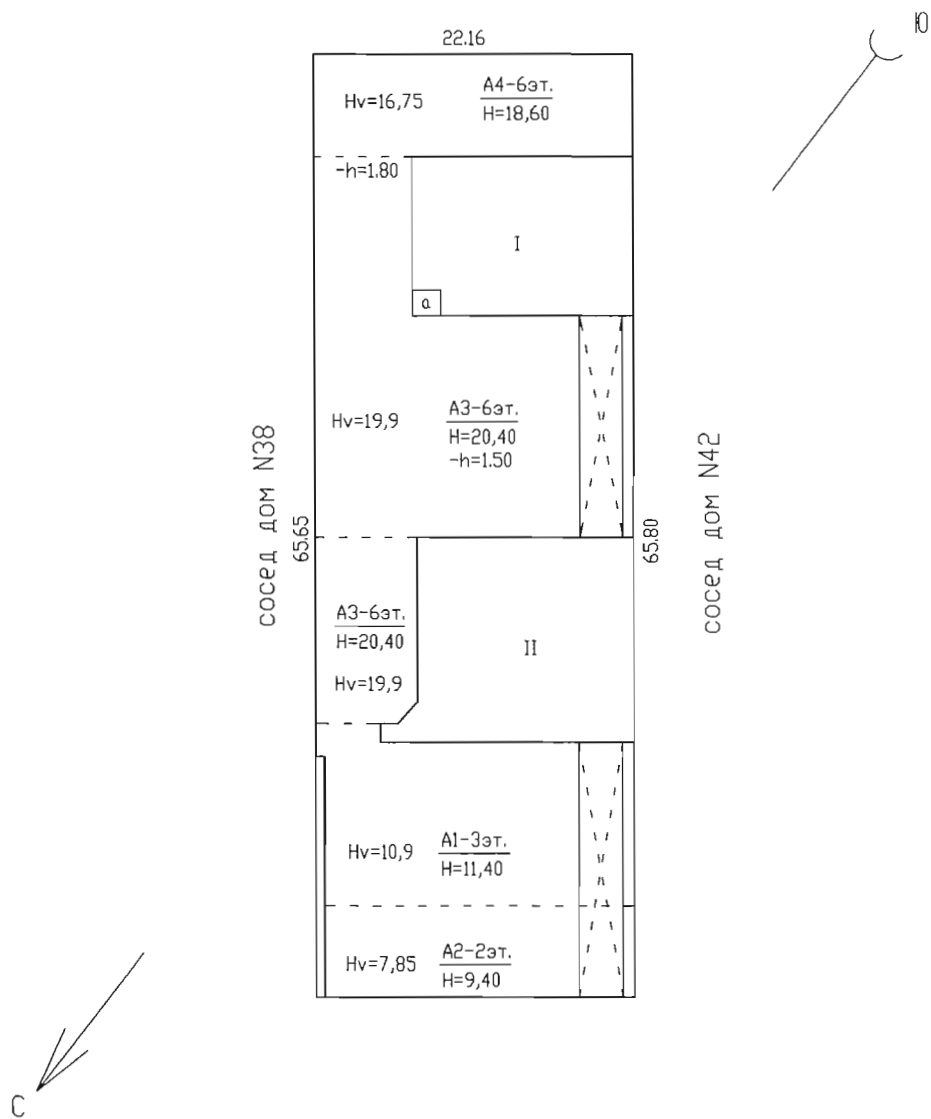 Ю
22.16
Hv=16,75
А4-6эт.
H=18,60
-h=1.80
I
а
Hv=19,9
А3-6эт.
H=20,40
-h=1.50
сосед дом N38
65.65
65.80
сосед дом N42
А3-6эт.
H=20,40
Hv=19,9
II
Hv=10,9
А1-3эт.
H=11,40
Hv=7,85
А2-2эт.
H=9,40
С